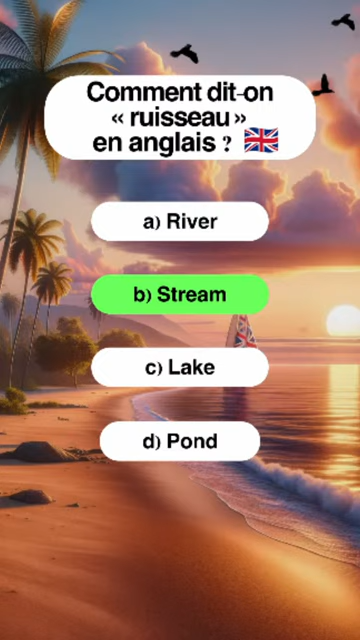 Comment dit-on
« ruisseau »
en anglais ? 🇬🇧
a) River
b) Stream
c) Lake
d) Pond